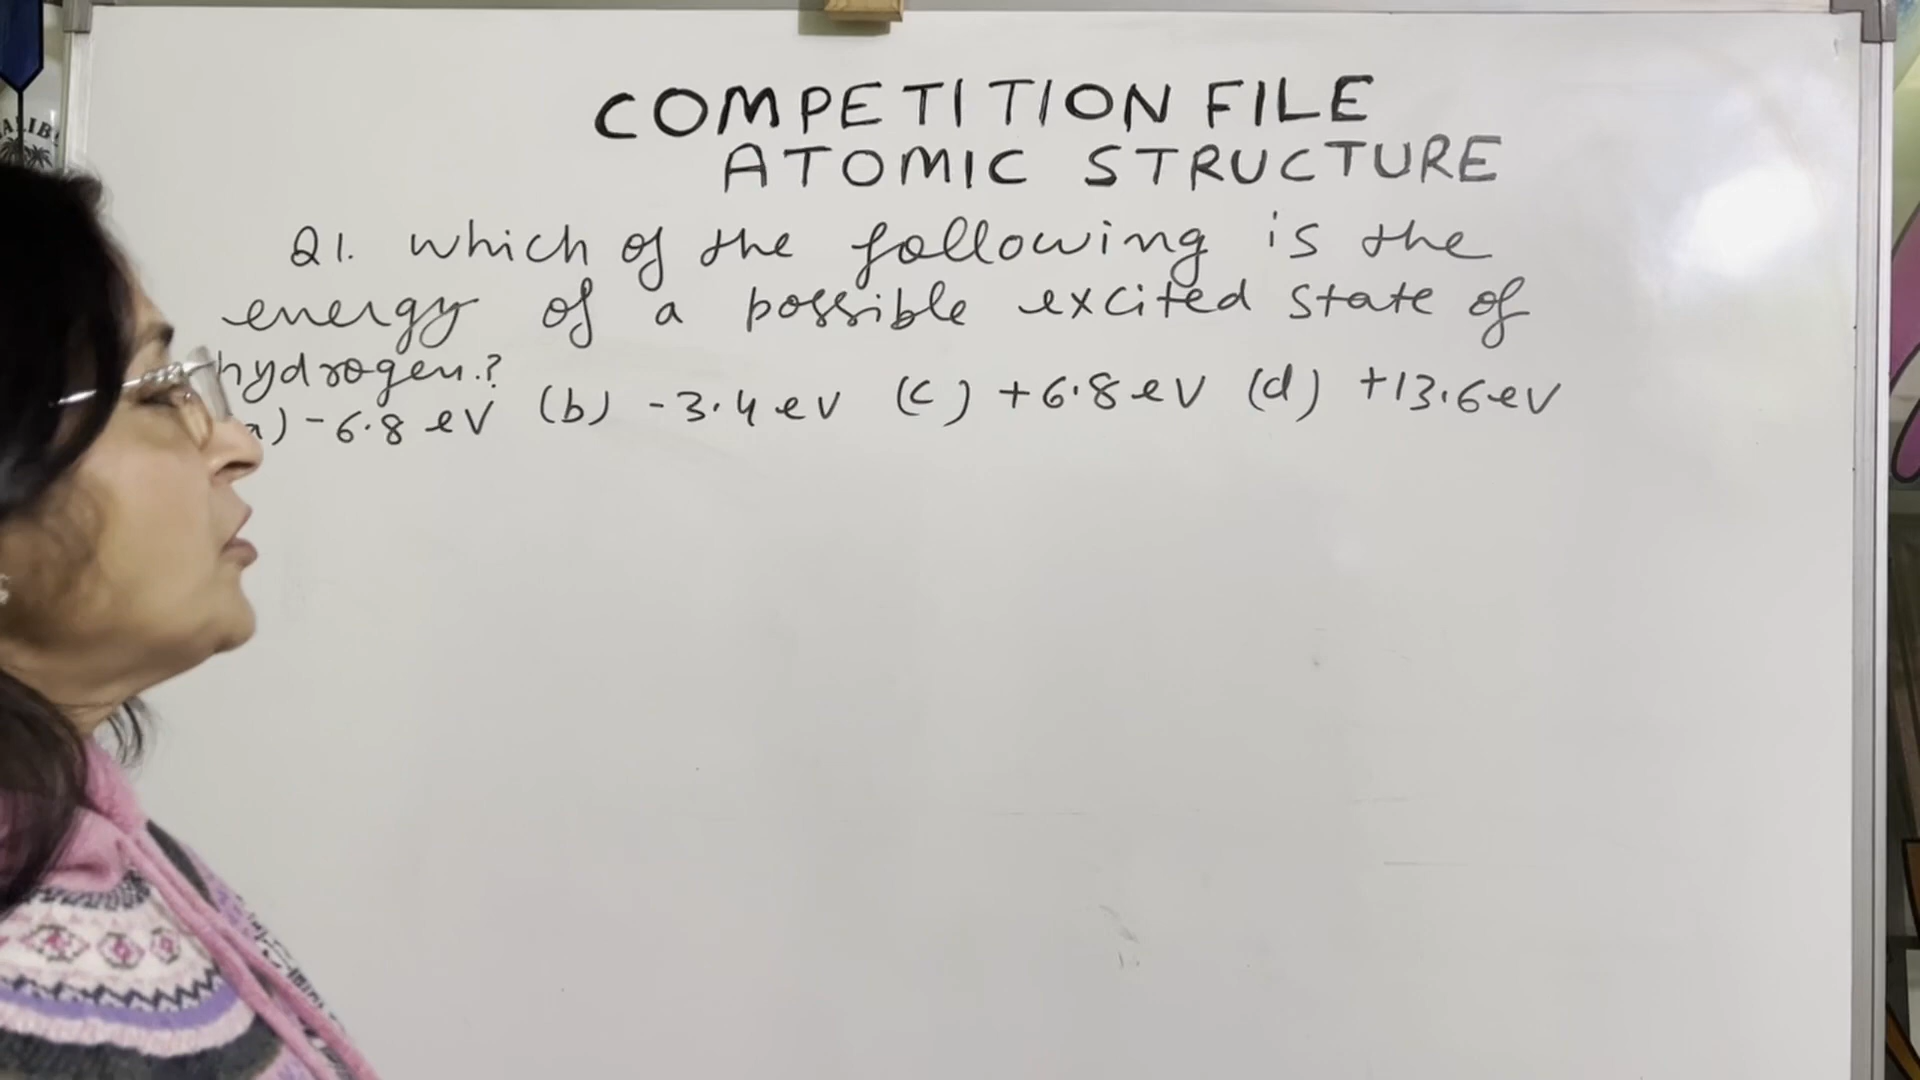 COMPETITION FILE
ATOMIC STRUCTURE
Q1. Which of the following is the
energy of a possible excited state of
hydrogen.?
a) -6.8 eV (b) -3.4 eV (c) +6.8 eV (d) +13.6 eV